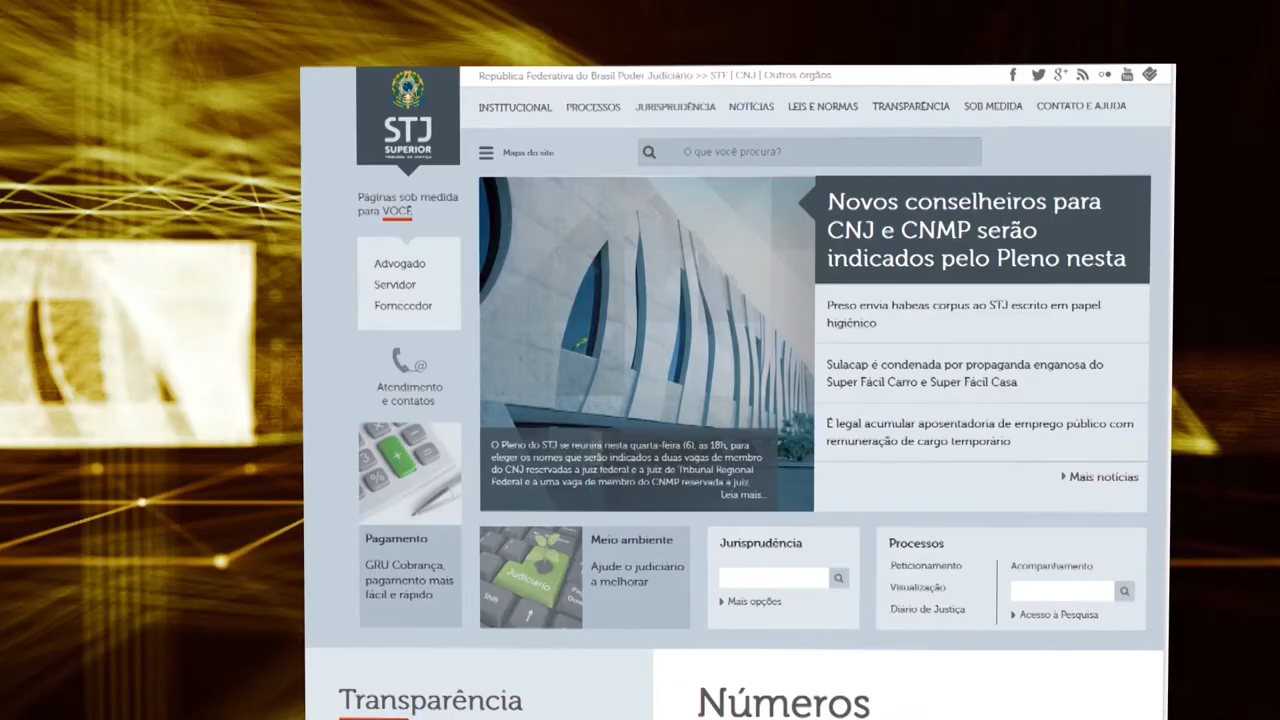 República Federativa do Brasil Poder Judiciário >> STF | CNJ | Outros órgãos
STJ
SUPERIOR
TRIBUNAL DE JUSTIÇA
INSTITUCIONAL PROCESSOS JURISPRUDÊNCIA NOTÍCIAS LEIS E NORMAS TRANSPARÊNCIA SOB MEDIDA CONTATO E AJUDA
Mapa do site
O que você procura?
Páginas sob medida
para VOCÊ
Advogado
Servidor
Fornecedor
Atendimento
e contatos
Pagamento
GRU Cobrança,
pagamento mais
fácil e rápido
Novos conselheiros para
CNJ e CNMP serão
indicados pelo Pleno nesta
Preso envia habeas corpus ao STJ escrito em papel
higiênico
Sulacap é condenada por propaganda enganosa do
Super Fácil Carro e Super Fácil Casa
É legal acumular aposentadoria de emprego público com
remuneração de cargo temporário
Mais notícias
O Pleno do STJ se reunirá nesta quarta-feira (6), às 18h, para
eleger os nomes que serão indicados a duas vagas de membro
do CNJ reservadas a juiz federal e a juiz de Tribunal Regional
Federal e a uma vaga de membro do CNMP reservada a juiz
Leia mais...
Judiciário
Shift
Meio ambiente
Ajude o judiciário
a melhorar
Jurisprudência
Mais opções
Processos
Peticionamento
Visualização
Diário de Justiça
Acompanhamento
Acesso à Pesquisa
Transparência
Números